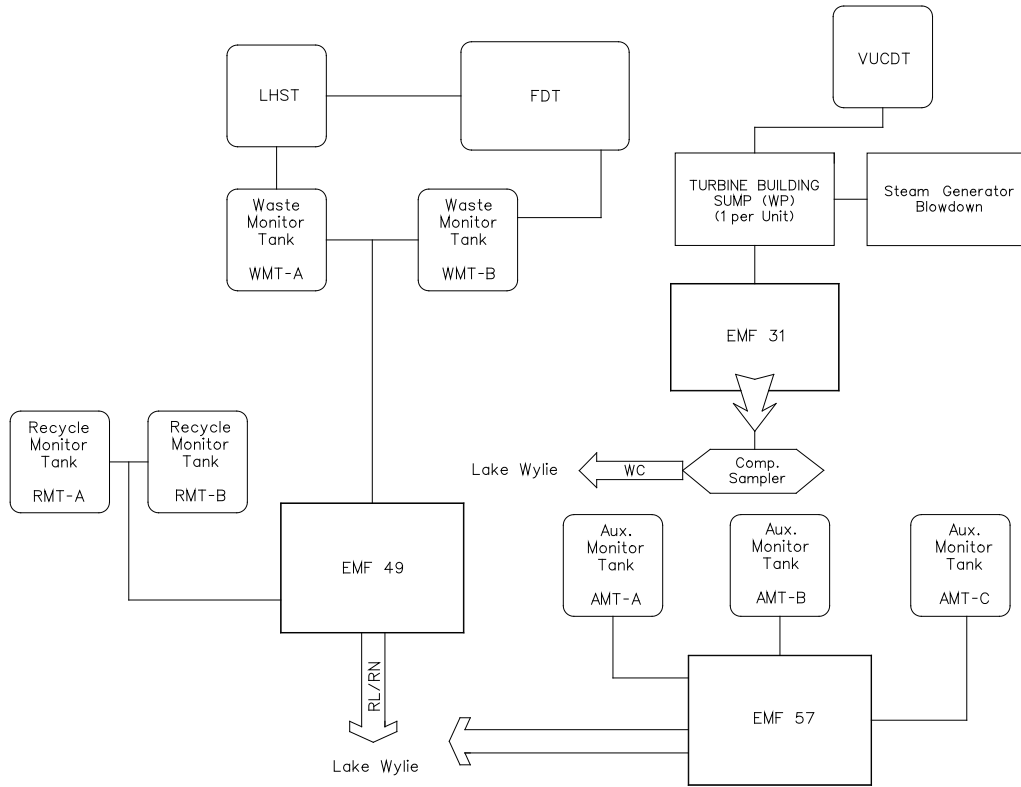 VUCDT
LHST
FDT
TURBINE BUILDING
SUMP (WP)
(1 per Unit)
Steam Generator
Blowdown
Waste
Monitor
Tank
WMT-A
Waste
Monitor
Tank
WMT-B
EMF 31
Recycle
Monitor
Tank
RMT-A
Recycle
Monitor
Tank
RMT-B
Lake Wylie
WC
Comp.
Sampler
EMF 49
Aux.
Monitor
Tank
AMT-A
Aux.
Monitor
Tank
AMT-B
Aux.
Monitor
Tank
AMT-C
RL/RN
EMF 57
Lake Wylie